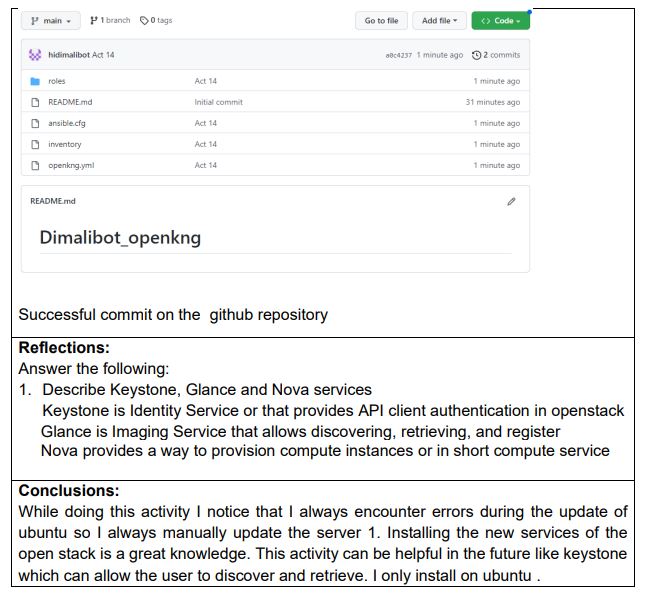 main 1 branch 0 tags Go to file Add file Code
hidimalibot Act 14 a8c4237 1 minute ago 2 commits
roles Act 14 1 minute ago
README.md Initial commit 31 minutes ago
ansible.cfg Act 14 1 minute ago
inventory Act 14 1 minute ago
openkng.yml Act 14 1 minute ago
README.md
Dimalibot_openkng
Successful commit on the github repository
Reflections:
Answer the following:
1. Describe Keystone, Glance and Nova services
Keystone is Identity Service or that provides API client authentication in openstack
Glance is Imaging Service that allows discovering, retrieving, and register
Nova provides a way to provision compute instances or in short compute service
Conclusions:
While doing this activity I notice that I always encounter errors during the update of
ubuntu so I always manually update the server 1. Installing the new services of the
open stack is a great knowledge. This activity can be helpful in the future like keystone
which can allow the user to discover and retrieve. I only install on ubuntu .